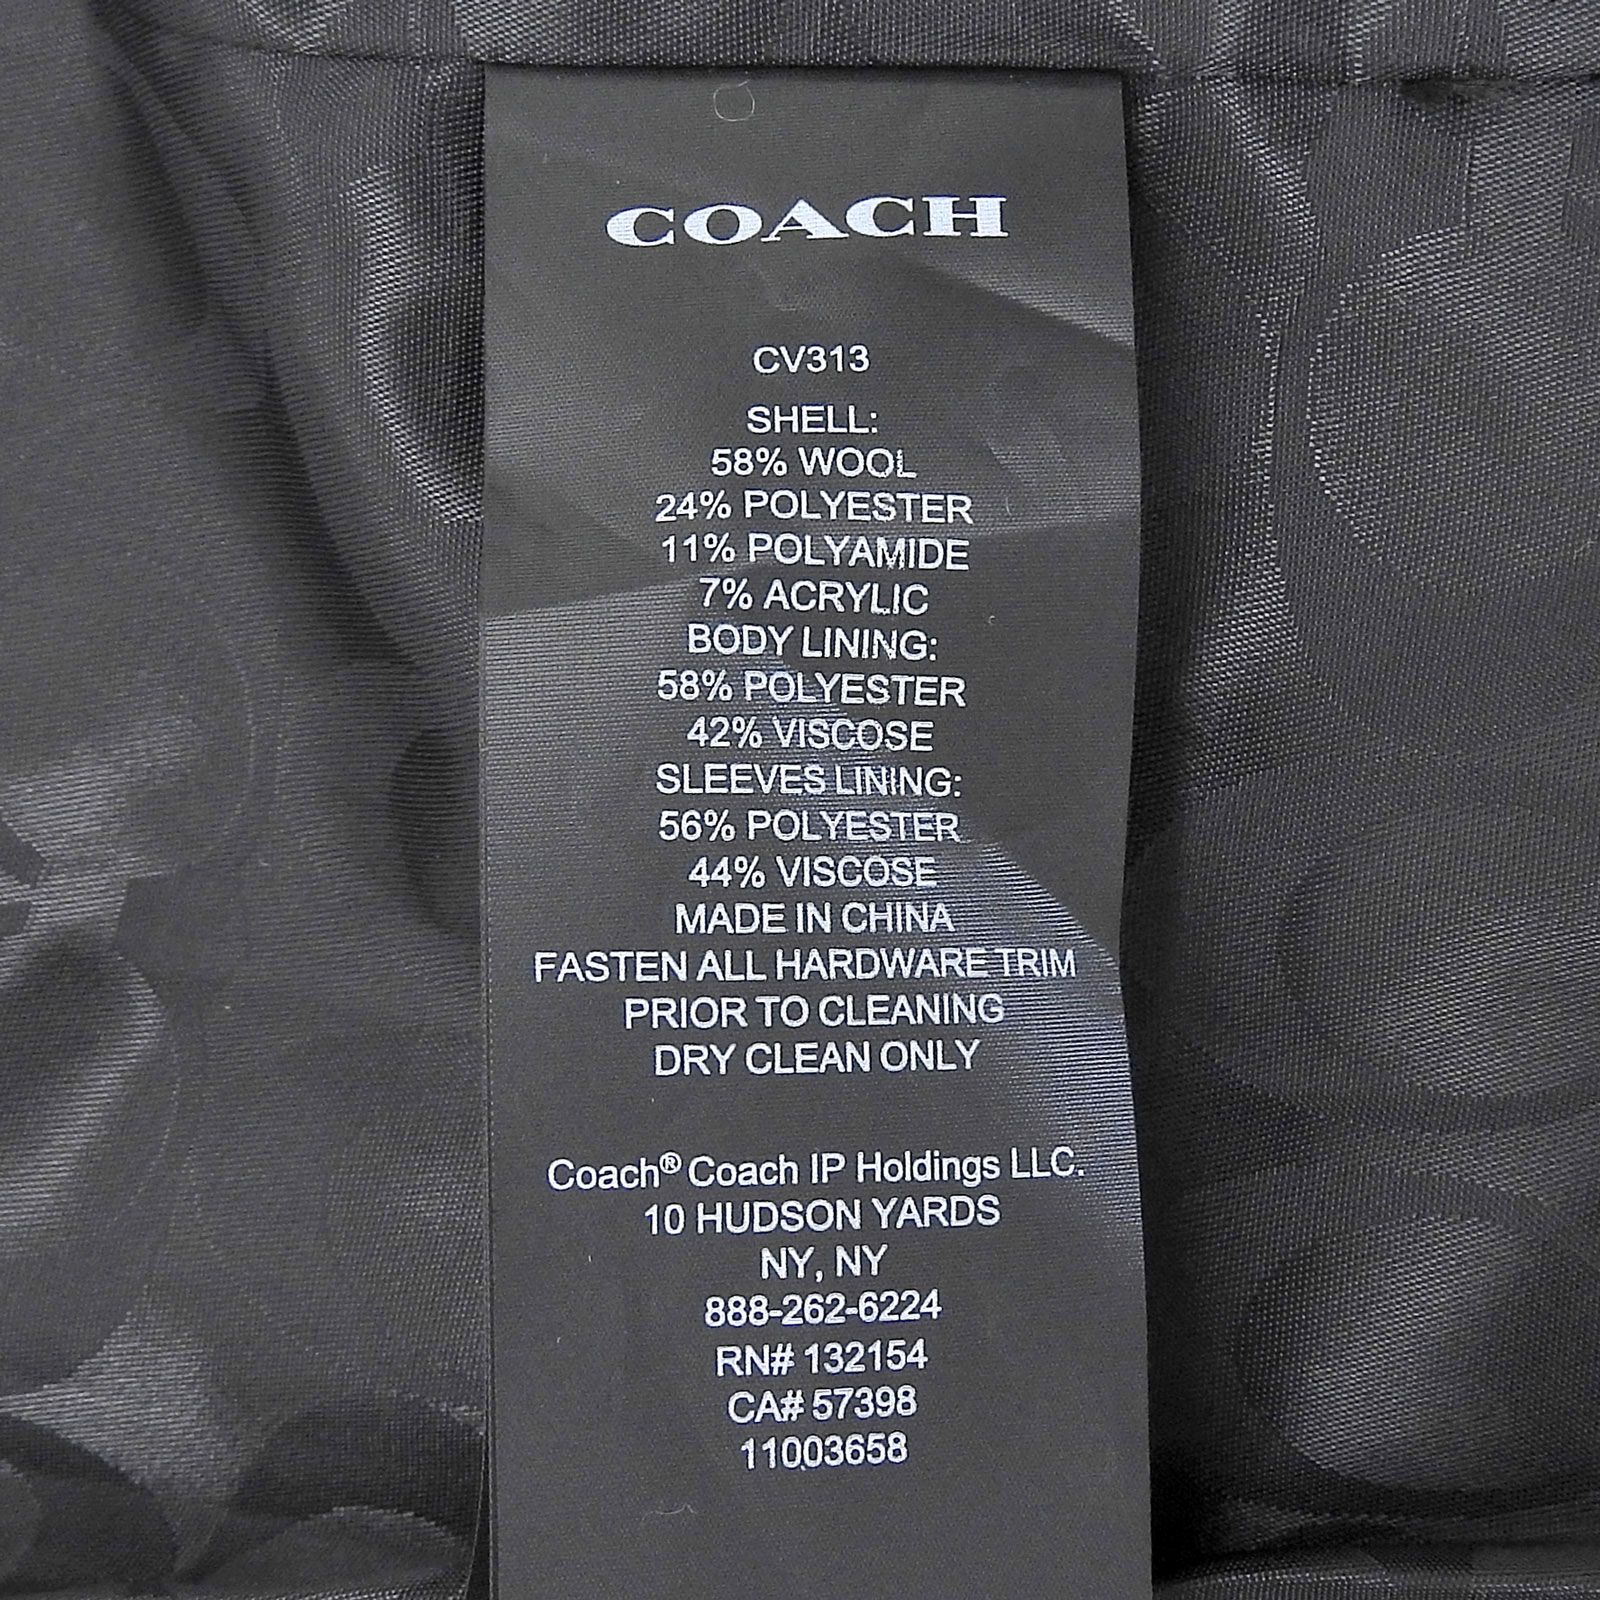 COACH
CV313
SHELL:
58% WOOL
24% POLYESTER
11% POLYAMIDE
7% ACRYLIC
BODY LINING:
58% POLYESTER
42% VISCOSE
SLEEVES LINING:
56% POLYESTER
44% VISCOSE
MADE IN CHINA
FASTEN ALL HARDWARE TRIM
PRIOR TO CLEANING
DRY CLEAN ONLY
Coach® Coach IP Holdings LLC.
10 HUDSON YARDS
NY, NY
888-262-6224
RN# 132154
CA# 57398
11003658